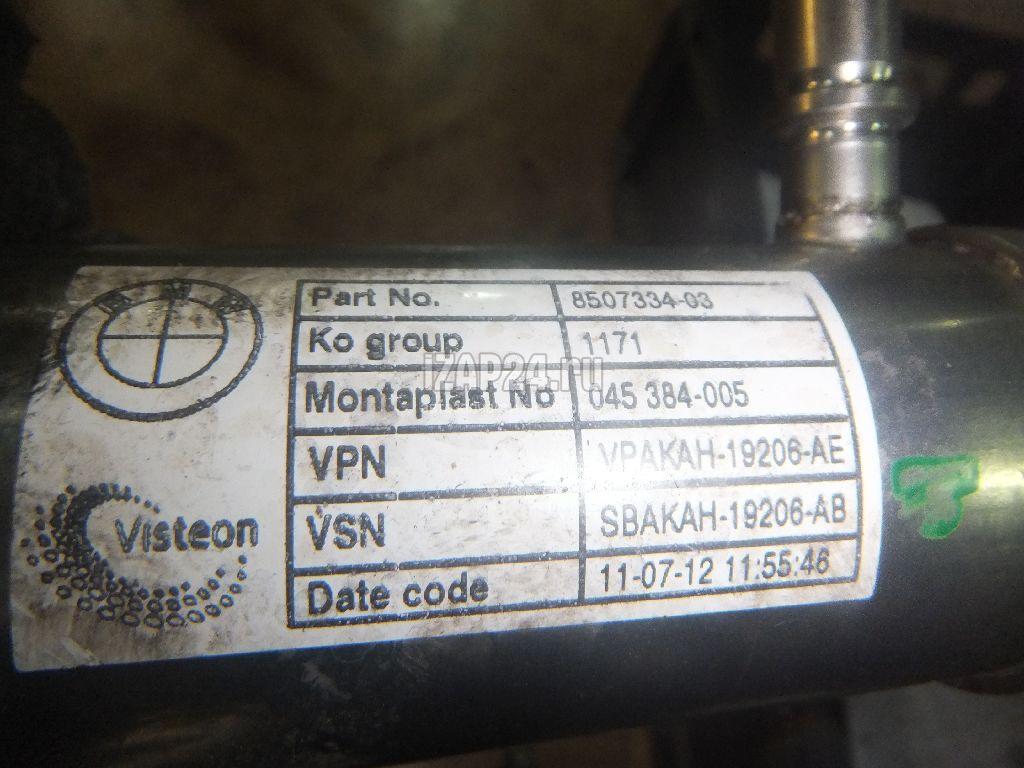 BMW
Part No. 8507334-03
Ko group 1171
iZAP24.ru
Montaplast No 045 384-005
VPN VPAKAH-19206-AE
Visteon
VSN SBAKAH-19206-AB
Date code 11-07-12 11:55:46